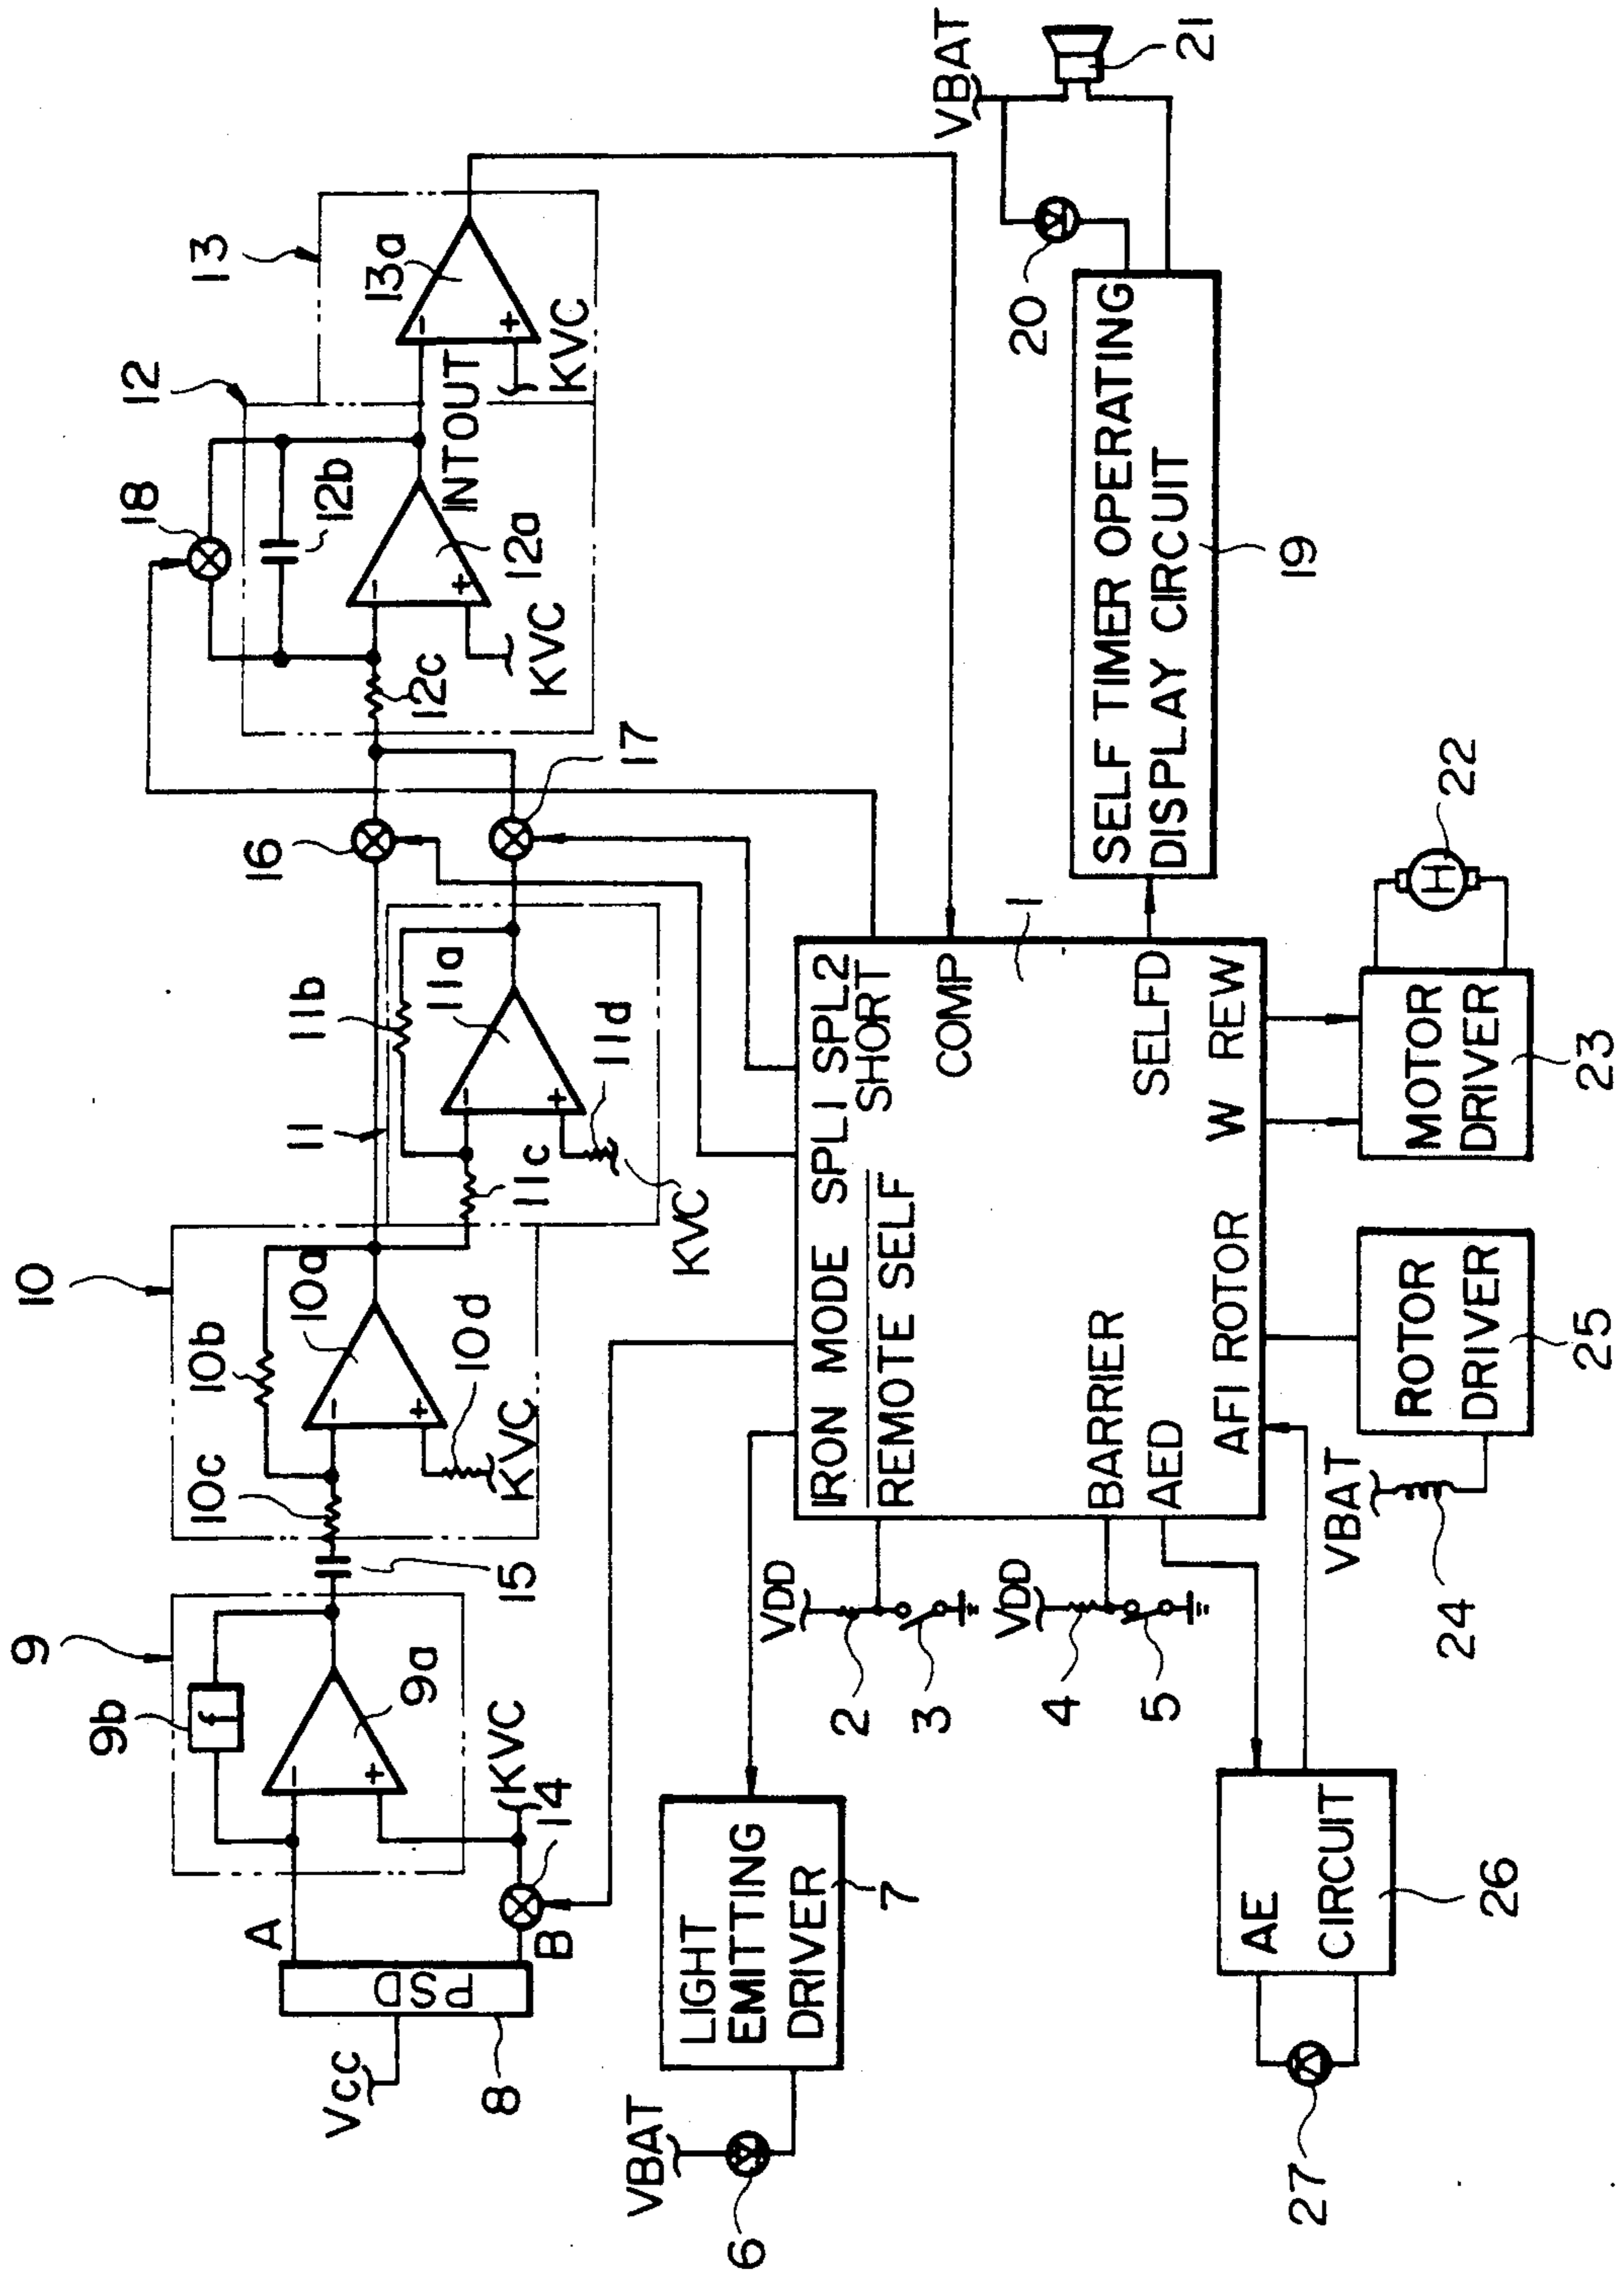 9
9b
f
9a
A
B
PSD
Vcc
8
KVC
14
15
10
10b
10c
10a
10d
KVC
11
11b
11a
11c
11d
KVC
16
17
18
12
12b
12a
12c
KVC
INTOUT
13
13a
KVC
VBAT
6
LIGHT
EMITTING
DRIVER
7
VDD
2
3
VDD
4
5
IRON MODE SPL1 SPL2
REMOTE SELF SHORT
COMP
1
BARRIER
AED
SELFD
AFI ROTOR W REW
SELF TIMER OPERATING
DISPLAY CIRCUIT
19
20
VBAT
21
AE
CIRCUIT
26
27
VBAT
24
ROTOR
DRIVER
25
MOTOR
DRIVER
23
H
22